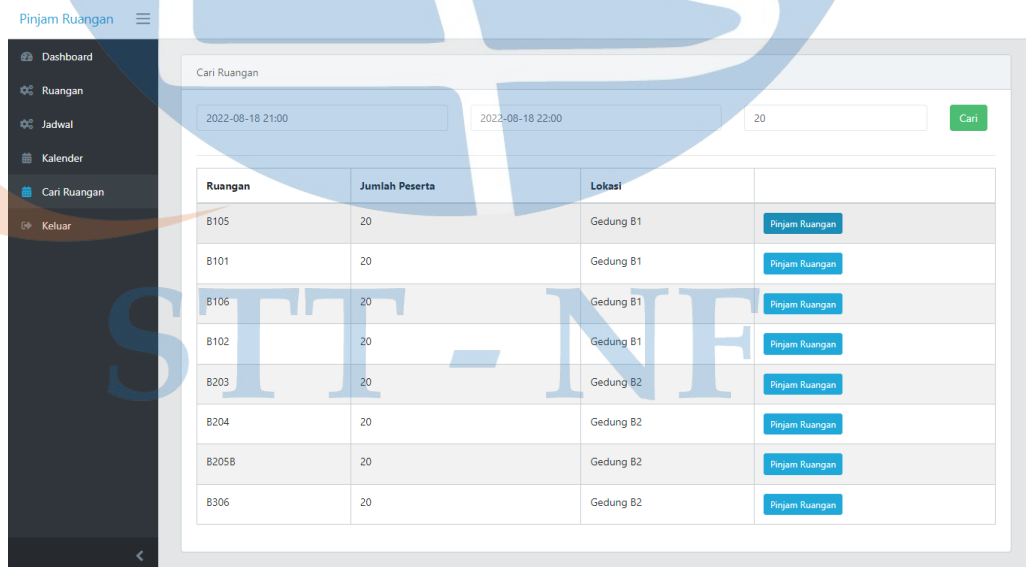 Pinjam Ruangan
Dashboard
Ruangan
Jadwal
Kalender
Cari Ruangan
Keluar
Cari Ruangan
2022-08-18 21:00 2022-08-18 22:00 20 Cari
Ruangan Jumlah Peserta Lokasi
B105 20 Gedung B1 Pinjam Ruangan
B101 20 Gedung B1 Pinjam Ruangan
B106 20 Gedung B1 Pinjam Ruangan
B102 20 Gedung B1 Pinjam Ruangan
B203 20 Gedung B2 Pinjam Ruangan
B204 20 Gedung B2 Pinjam Ruangan
B205B 20 Gedung B2 Pinjam Ruangan
B306 20 Gedung B2 Pinjam Ruangan
STT - NF